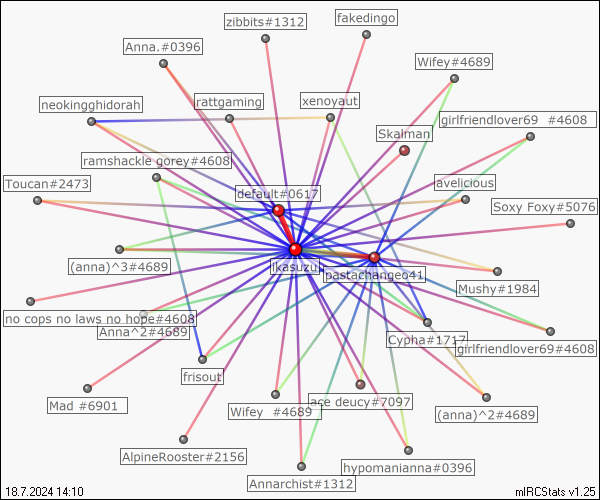 zibbits#1312
fakedingo
Anna.#0396
Wifey#4689
neokingghidorah
rattgaming
xenoyaut
girlfriendlover69 #4608
Skalman
ramshackle gorey#4608
Toucan#2473
default#0617
avelicious
Soxy Foxy#5076
(anna)^3#4689
ikasuzu
pastachangeo41
Mushy#1984
no cops no laws no hope#4608
Anna^2#4689
Cypha#1717
girlfriendlover69#4608
frisout
Mad #6901
Wifey #4689
ace deucy#7097
(anna)^2#4689
AlpineRooster#2156
hypomanianna#0396
Annarchist#1312
18.7.2024 14:10
mIRCStats v1.25